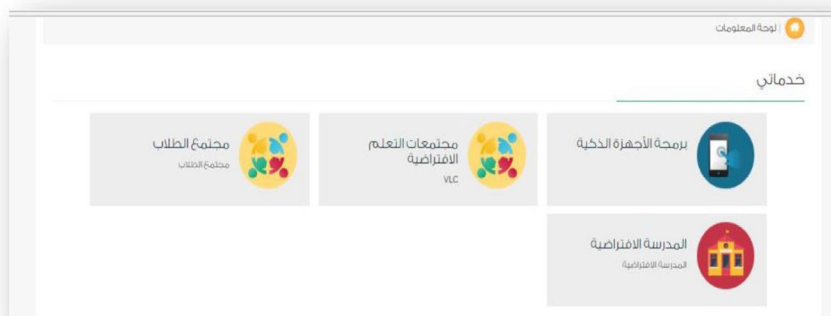 | لوحة المعلومات
خدماتي
برمجة الأجهزة الذكية
مجتمعات التعلم
الافتراضية
VLC
مجتمع الطلاب
مجتمع الطلاب
المدرسة الافتراضية
المدرسة الافتراضية